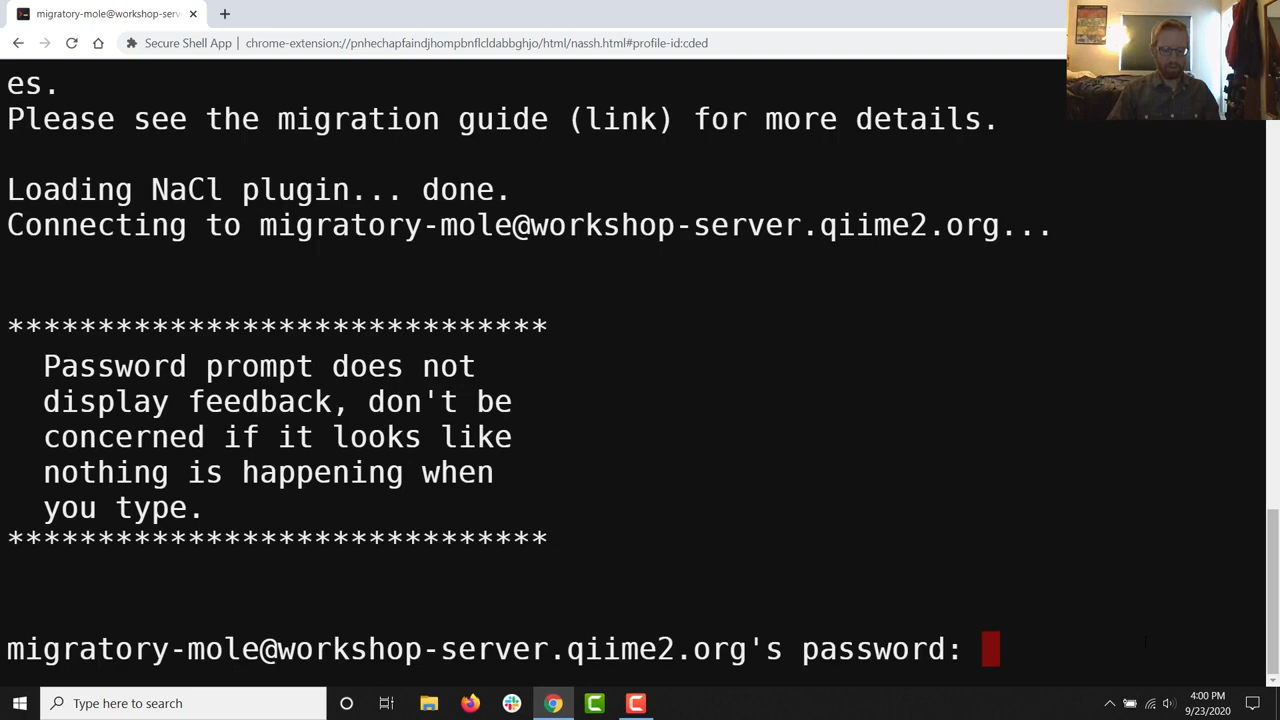 migratory-mole@workshop-serv
Secure Shell App
chrome-extension://pnhechapfaindjhompbnflcldabbghjo/html/nassh.html#profile-id:cded
es.
Please see the migration guide (link) for more details.
Loading NaCl plugin... done.
Connecting to migratory-mole@workshop-server.qiime2.org...
******************************
Password prompt does not
display feedback, don't be
concerned if it looks like
nothing is happening when
you type.
******************************
migratory-mole@workshop-server.qiime2.org's password:
Type here to search
4:00 PM
9/23/2020